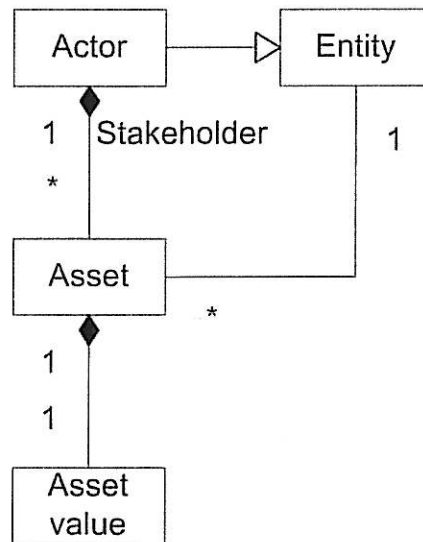 Actor
Entity
1
Stakeholder
1
*
Asset
*
1
1
Asset
value